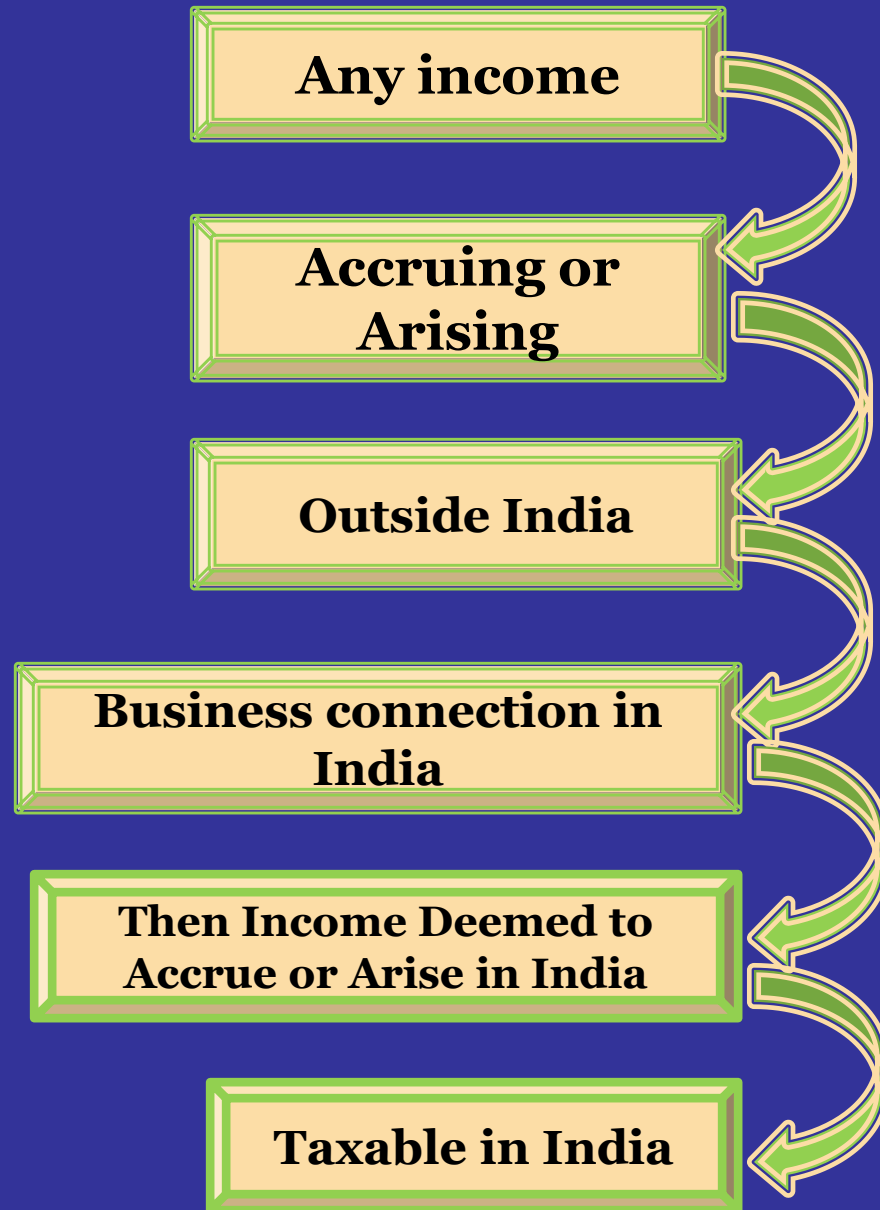 Any income
Accruing or
Arising
Outside India
Business connection in
India
Then Income Deemed to
Accrue or Arise in India
Taxable in India